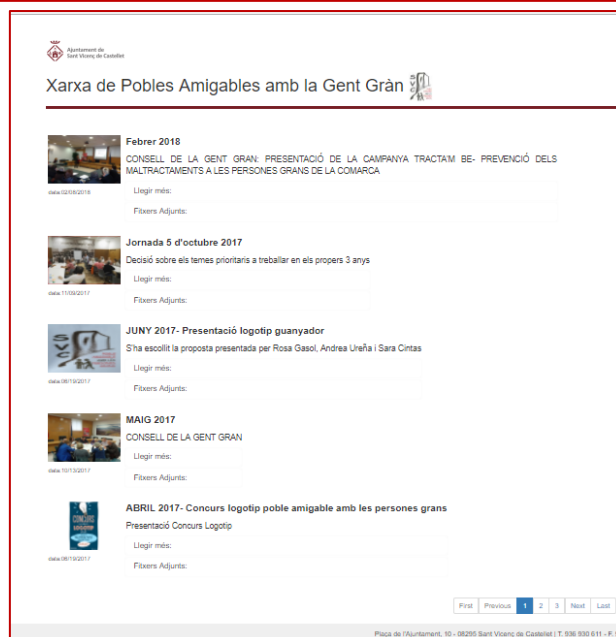 Ajuntament de
Sant Vicenç de Castellet
Xarxa de Pobles Amigables amb la Gent Gràn
Febrer 2018
CONSELL DE LA GENT GRAN: PRESENTACIÓ DE LA CAMPANYA TRACTA'M BE- PREVENCIÓ DELS
MALTRACTAMENTS A LES PERSONES GRANS DE LA COMARCA
data:02/06/2018
Llegir més:
Fitxers Adjunts:
Jornada 5 d'octubre 2017
Decisió sobre els temes prioritaris a treballar en els propers 3 anys
Llegir més:
data:11/09/2017
Fitxers Adjunts:
JUNY 2017- Presentació logotip guanyador
S'ha escollit la proposta presentada per Rosa Gasol, Andrea Ureña i Sara Cintas
Llegir més:
data:06/19/2017
Fitxers Adjunts:
MAIG 2017
CONSELL DE LA GENT GRAN
Llegir més:
data:10/13/2017
Fitxers Adjunts:
ABRIL 2017- Concurs logotip poble amigable amb les persones grans
CONCURS
LOGOTIP
Presentació Concurs Logotip
Llegir més:
data:06/19/2017
Fitxers Adjunts:
First Previous 1 2 3 Next Last
Plaça de l'Ajuntament, 10 - 08295 Sant Vicenç de Castellet | T. 936 930 611 - F.